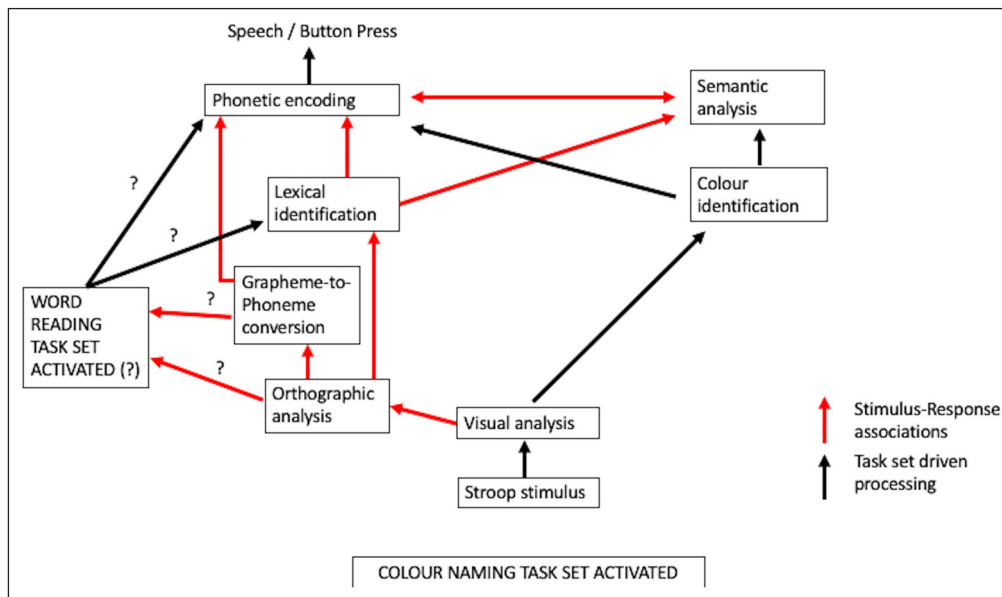 Speech / Button Press
Phonetic encoding
Semantic
analysis
?
Lexical
identification
Colour
identification
?
Grapheme-to-
Phoneme
conversion
WORD
READING
TASK SET
ACTIVATED (?)
?
?
Orthographic
analysis
Visual analysis
Stroop stimulus
Stimulus-Response
associations
Task set driven
processing
COLOUR NAMING TASK SET ACTIVATED